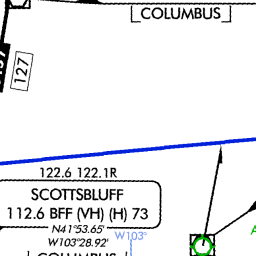 COLUMBUS
127
122.6 122.1R
SCOTTSBLUFF
112.6 BFF (VH) (H) 73
N41°53.65'
W103°28.92'
W103°
COLUMBUS